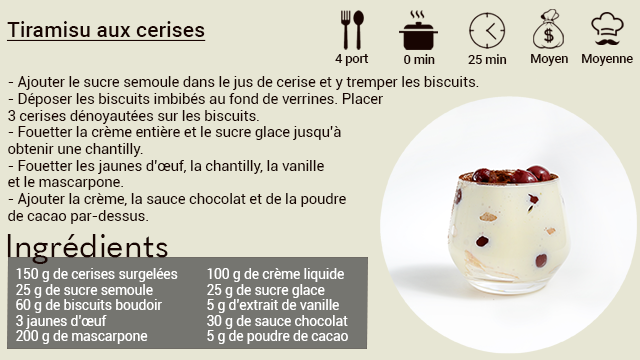 Tiramisu aux cerises
4 port
0 min
25 min
Moyen
Moyenne
- Ajouter le sucre semoule dans le jus de cerise et y tremper les biscuits.
- Déposer les biscuits imbibés au fond de verrines. Placer
3 cerises dénoyautées sur les biscuits.
- Fouetter la crème entière et le sucre glace jusqu'à
obtenir une chantilly.
- Fouetter les jaunes d'œuf, la chantilly, la vanille
et le mascarpone.
- Ajouter la crème, la sauce chocolat et de la poudre
de cacao par-dessus.
Ingrédients
150 g de cerises surgelées
25 g de sucre semoule
60 g de biscuits boudoir
3 jaunes d'œuf
200 g de mascarpone
100 g de crème liquide
25 g de sucre glace
5 g d'extrait de vanille
30 g de sauce chocolat
5 g de poudre de cacao